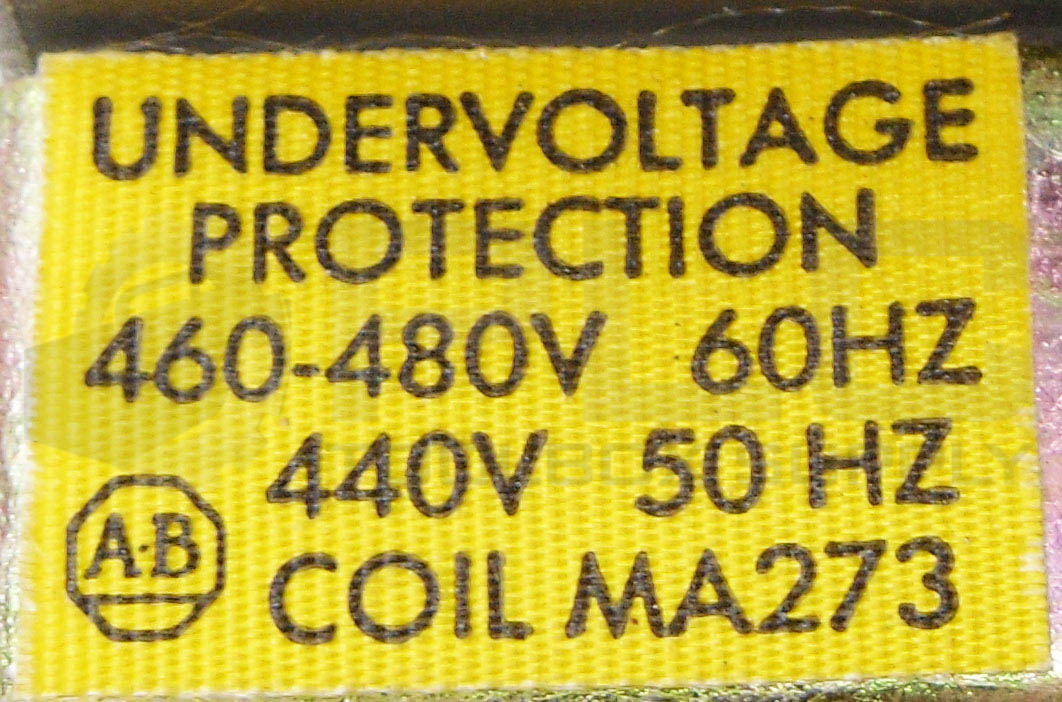 UNDERVOLTAGE
PROTECTION
460-480V 60HZ
440V 50 HZ
A·B
COIL MA273